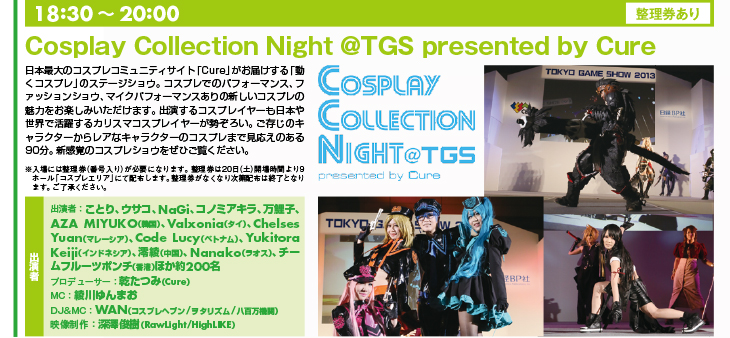 18:30 ～ 20:00
整理券あり
Cosplay Collection Night @TGS presented by Cure
日本最大のコスプレコミュニティサイト「Cure」がお届けする「動
くコスプレ」のステージショウ。コスプレでのパフォーマンス、フ
ァッションショウ、マイクパフォーマンスありの新しいコスプレの
魅力をお楽しみいただけます。出演するコスプレイヤーも日本や
世界で活躍するカリスマコスプレイヤーが勢ぞろい。ご存じのキ
ャラクターからレアなキャラクターのコスプレまで見応えのある
90分。新感覚のコスプレショウをぜひご覧ください。
※入場には整理券(番号入り)が必要になります。整理券は20日(土)開場時間より9
ホール「コスプレエリア」にて配布します。整理券がなくなり次第配布は終了となり
ます。ご了承ください。
COSPLAY
COLLECTION
NIGHT@TGS
presented by Cure
TOKYO GAME SHOW 2013
日経BP社
TOKYO GAME
経BP社
出演者
出演者：ことり、ウサコ、NaGi、コノミアキラ、万鯉子、
AZA MIYUKO(韓国)、Valxonia(タイ)、Chelses
Yuan(マレーシア)、Code Lucy(ベトナム)、Yukitora
Keiji(インドネシア)、澪綾(中国)、Nanako(ラオス)、チー
ムフルーツポンチ(香港)ほか約200名
プロデューサー：乾たつみ(Cure)
MC：綾川ゆんまお
DJ&MC：WAN(コスプレヘブン/ヲタリズム/八百万機関)
映像制作：深澤俊樹(RawLight/HighLIKE)